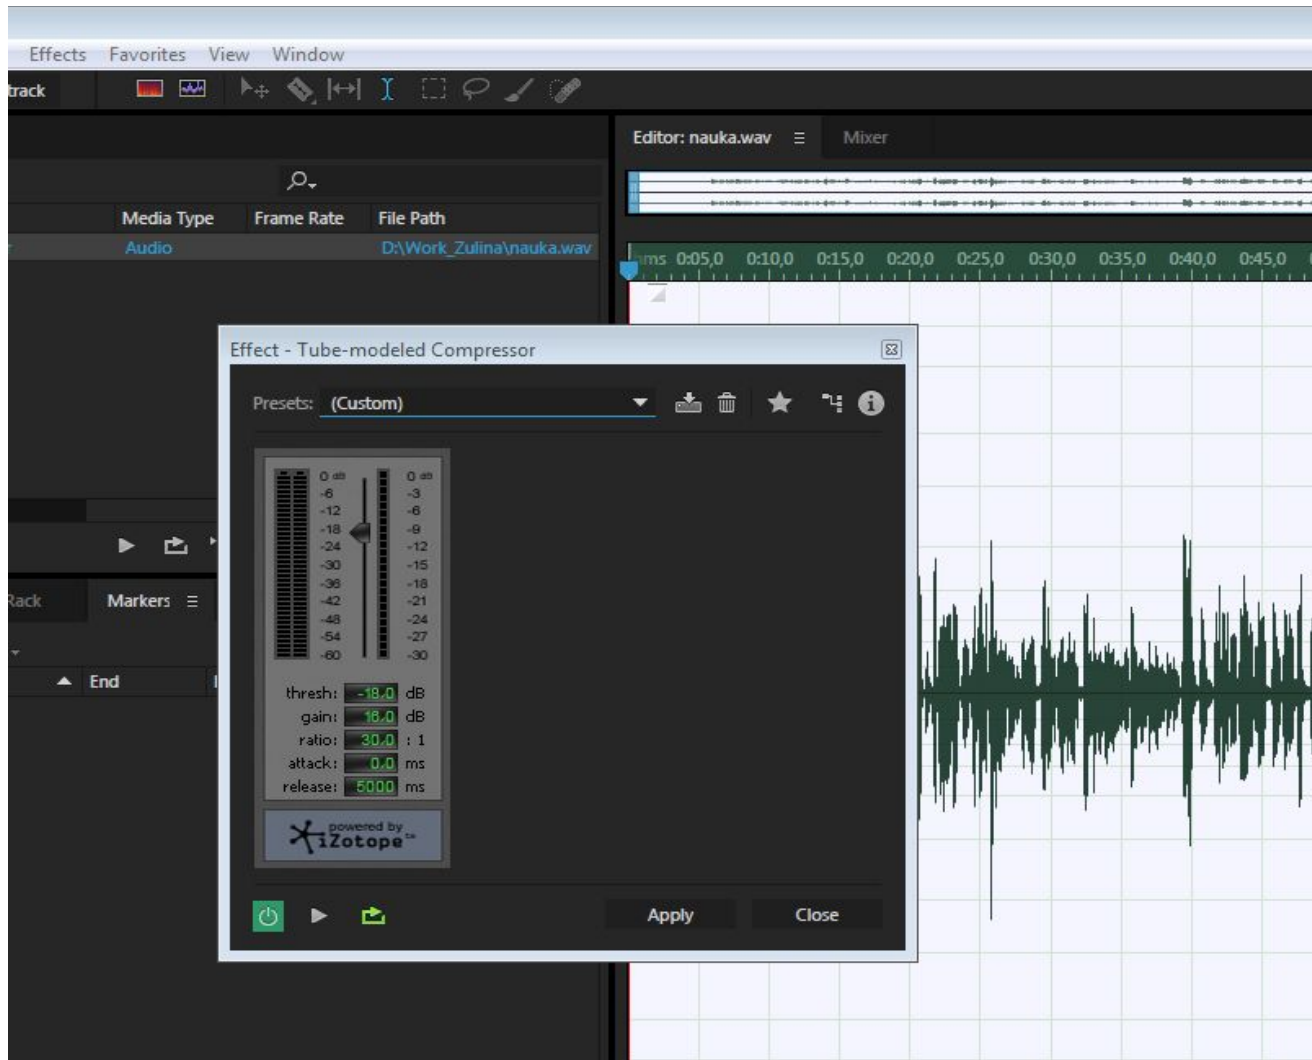 Effects Favorites View Window
track
Editor: nauka.wav Mixer
Media Type Frame Rate File Path
Audio D:\Work_Zulina\nauka.wav
hms 0:05,0 0:10,0 0:15,0 0:20,0 0:25,0 0:30,0 0:35,0 0:40,0 0:45,0
Effect - Tube-modeled Compressor
Presets: (Custom)
0 dB 0 dB
-6 -3
-12 -6
-18 -9
-24 -12
-30 -15
-36 -18
-42 -21
-48 -24
-54 -27
-60 -30
Rack Markers
End
thresh: -18.0 dB
gain: 16.0 dB
ratio: 30.0 : 1
attack: 0.0 ms
release: 5000 ms
powered by
iZotope™
Apply Close